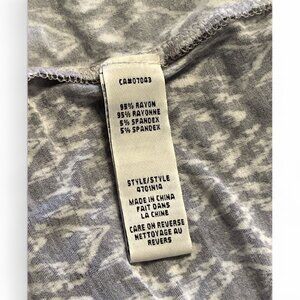 CA#07043
95% RAYON
95% RAYONNE
5% SPANDEX
5% SPANDEX
STYLE/STYLE
4701N14
MADE IN CHINA
FAIT DANS
LA CHINE
CARE ON REVERSE
NETTOYAGE AU
REVERS